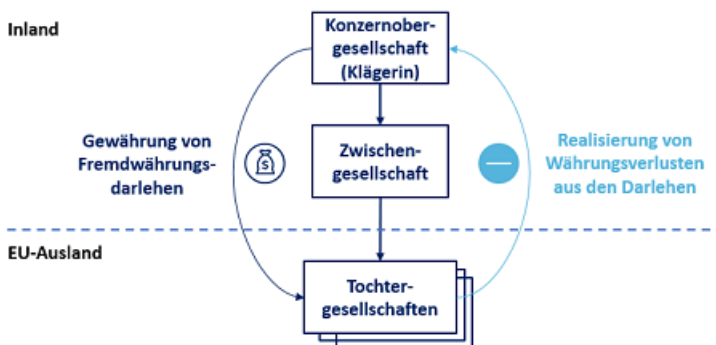 Inland
Konzernober-
gesellschaft
(Klägerin)
Gewährung von
Fremdwährungs-
darlehen
$
Zwischen-
gesellschaft
Realisierung von
Währungsverlusten
aus den Darlehen
EU-Ausland
Tochter-
gesellschaften